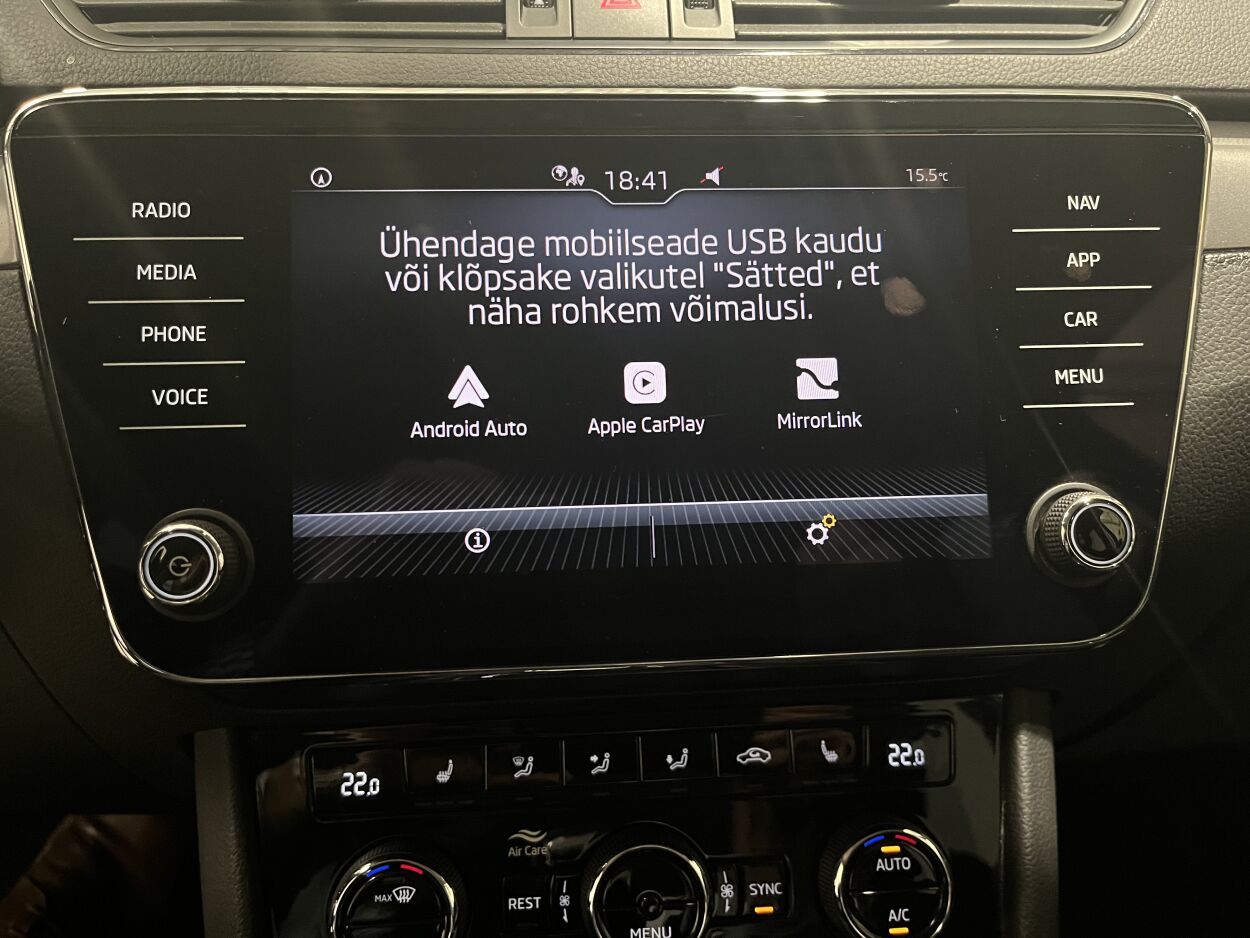 18:41
15.5°C
RADIO
MEDIA
PHONE
VOICE
Ühendage mobiilseade USB kaudu
või klõpsake valikutel "Sätted", et
näha rohkem võimalusi.
Android Auto
Apple CarPlay
MirrorLink
NAV
APP
CAR
MENU
22.0
22.0
Air Care
MAX
REST
MENU
SYNC
AUTO
A/C